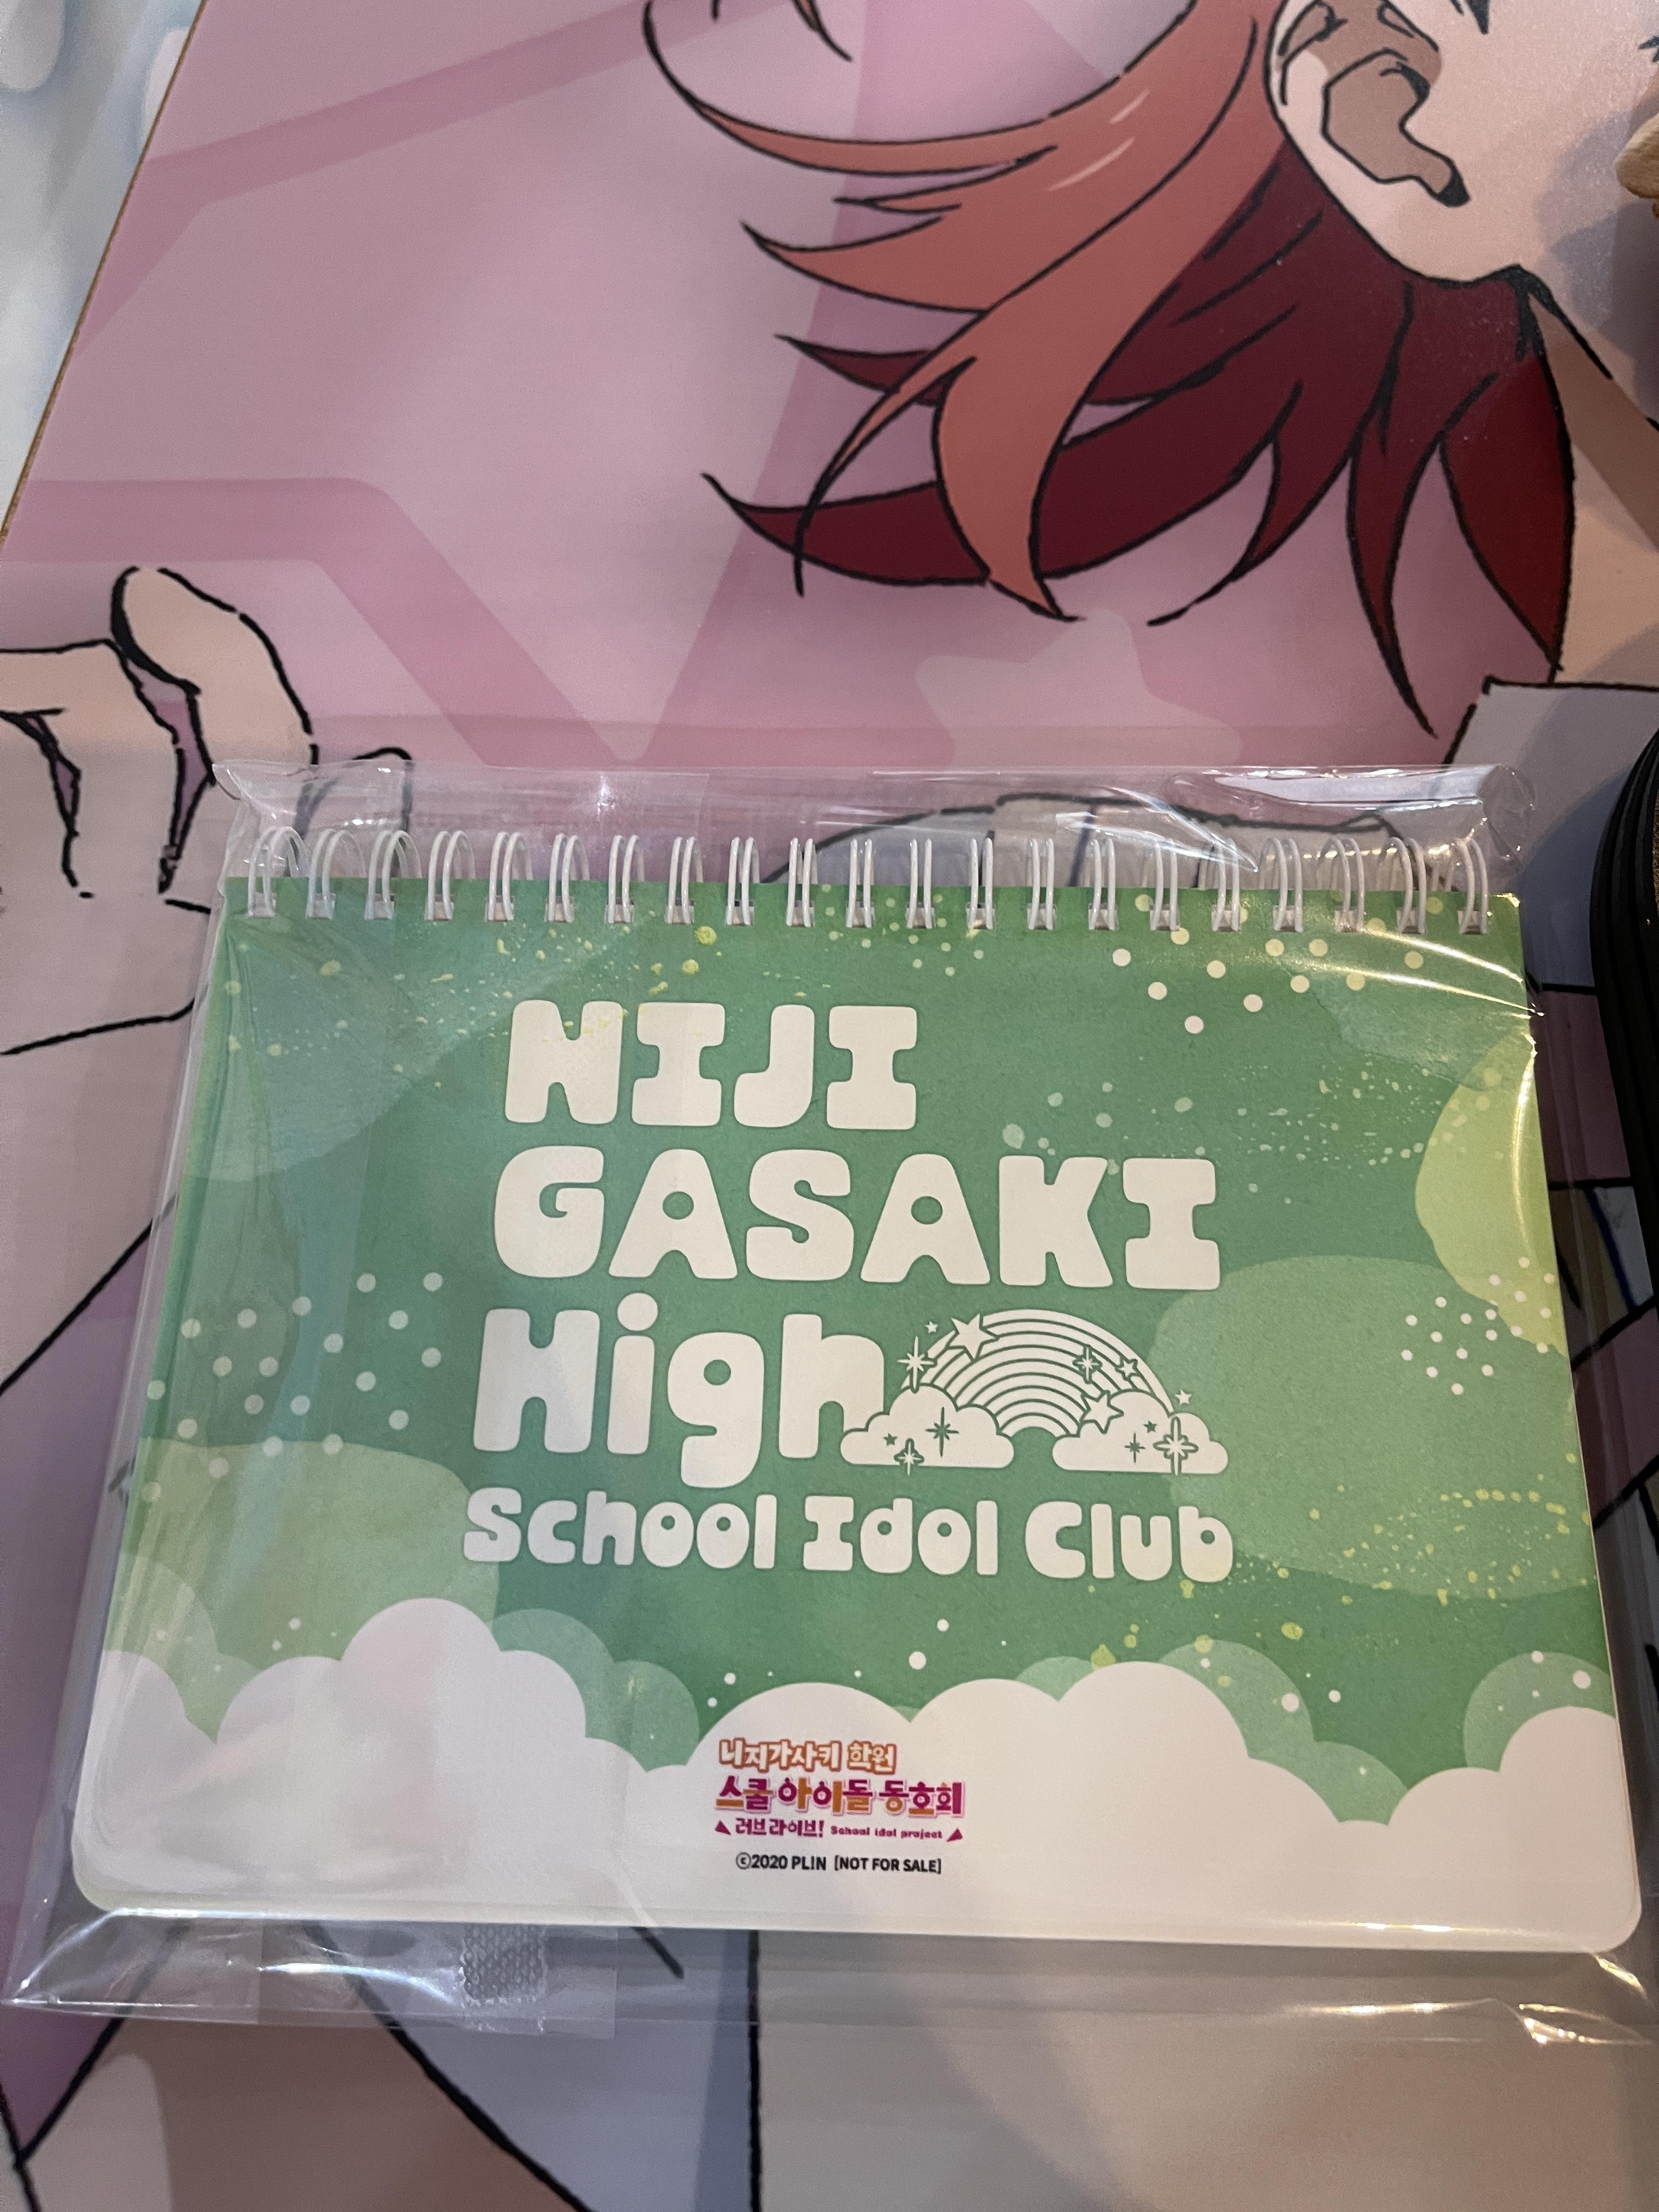 NIJI
GASAKI
High
School Idol Club
니지가사키 학원
스쿨 아이돌 동호회
러브라이브! School idol project
©2020 PL!N [NOT FOR SALE]